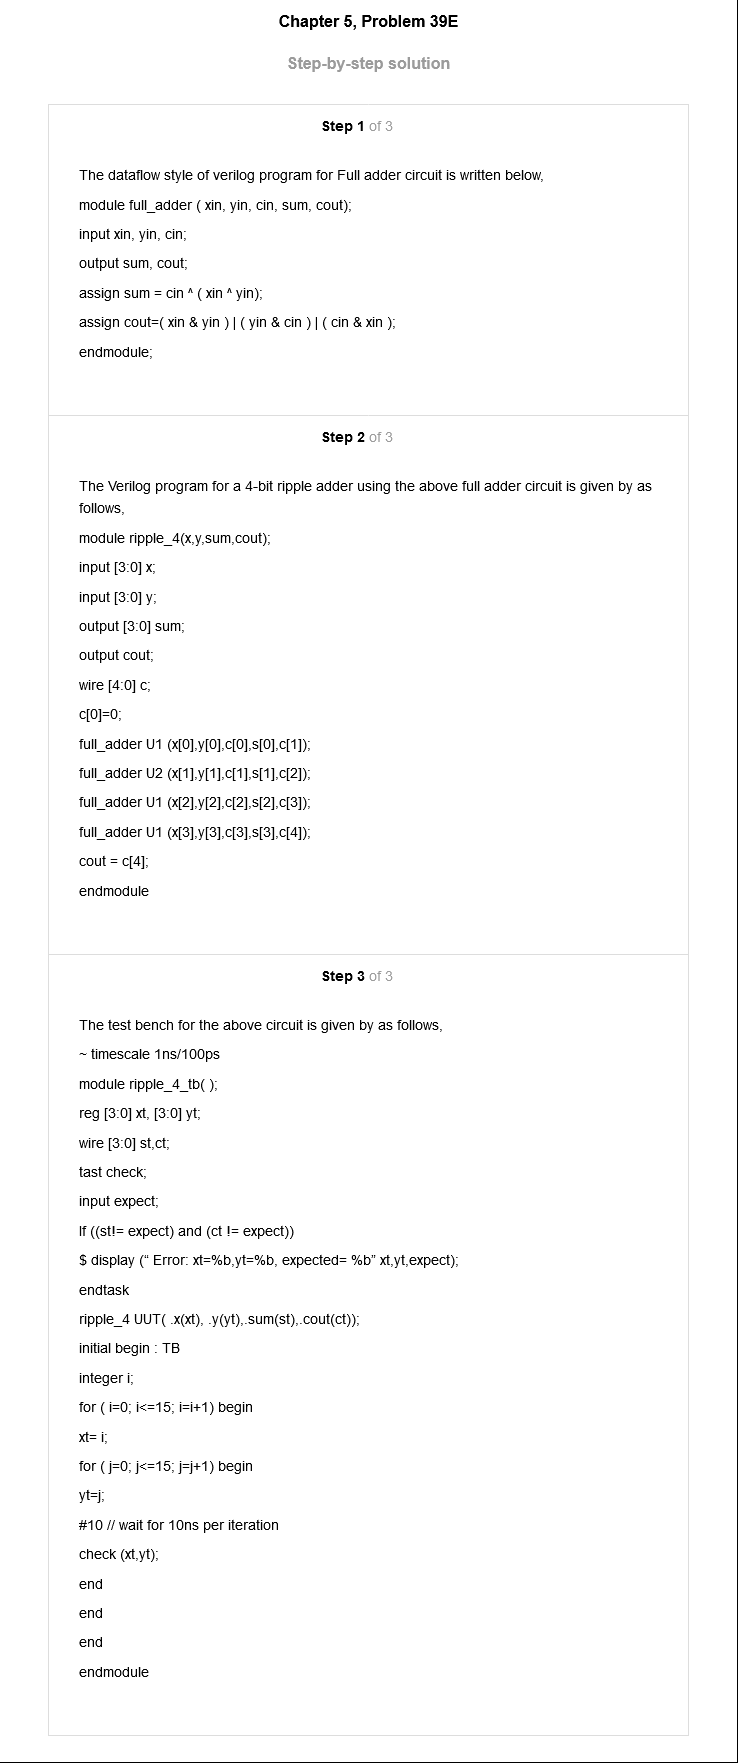 Chapter 5, Problem 39E
Step-by-step solution
Step 1 of 3
The dataflow style of verilog program for Full adder circuit is written below,
module full_adder ( xin, yin, cin, sum, cout);
input xin, yin, cin;
output sum, cout;
assign sum = cin ^ ( xin ^ yin);
assign cout=( xin & yin ) | ( yin & cin ) | ( cin & xin );
endmodule;
Step 2 of 3
The Verilog program for a 4-bit ripple adder using the above full adder circuit is given by as
follows,
module ripple_4(x,y,sum,cout);
input [3:0] x;
input [3:0] y;
output [3:0] sum;
output cout;
wire [4:0] c;
c[0]=0;
full_adder U1 (x[0],y[0],c[0],s[0],c[1]);
full_adder U2 (x[1],y[1],c[1],s[1],c[2]);
full_adder U1 (x[2],y[2],c[2],s[2],c[3]);
full_adder U1 (x[3],y[3],c[3],s[3],c[4]);
cout = c[4];
endmodule
Step 3 of 3
The test bench for the above circuit is given by as follows,
~ timescale 1ns/100ps
module ripple_4_tb( );
reg [3:0] xt, [3:0] yt;
wire [3:0] st,ct;
tast check;
input expect;
If ((st!= expect) and (ct != expect))
$ display (“ Error: xt=%b,yt=%b, expected= %b” xt,yt,expect);
endtask
ripple_4 UUT( .x(xt), .y(yt),.sum(st),.cout(ct));
initial begin : TB
integer i;
for ( i=0; i<=15; i=i+1) begin
xt= i;
for ( j=0; j<=15; j=j+1) begin
yt=j;
#10 // wait for 10ns per iteration
check (xt,yt);
end
end
end
endmodule